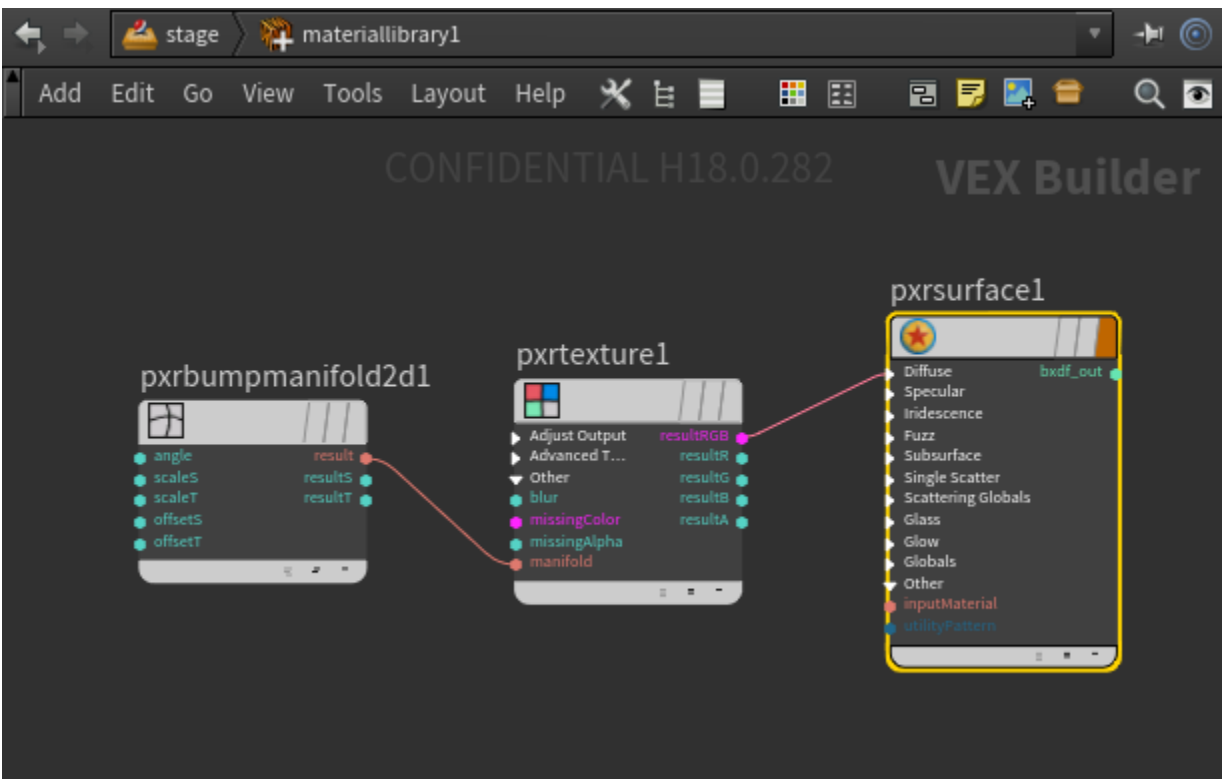 stage materiallibrary1
Add Edit Go View Tools Layout Help
CONFIDENTIAL H18.0.282
VEX Builder
pxrbumpmanifold2d1
angle result
scaleS resultS
scaleT resultT
offsetS
offsetT
pxrtexture1
Adjust Output resultRGB
Advanced T... resultR
Other resultG
blur resultB
missingColor resultA
missingAlpha
manifold
pxrsurface1
Diffuse bxdf_out
Specular
Iridescence
Fuzz
Subsurface
Single Scatter
Scattering Globals
Glass
Glow
Globals
Other
inputMaterial
utilityPattern